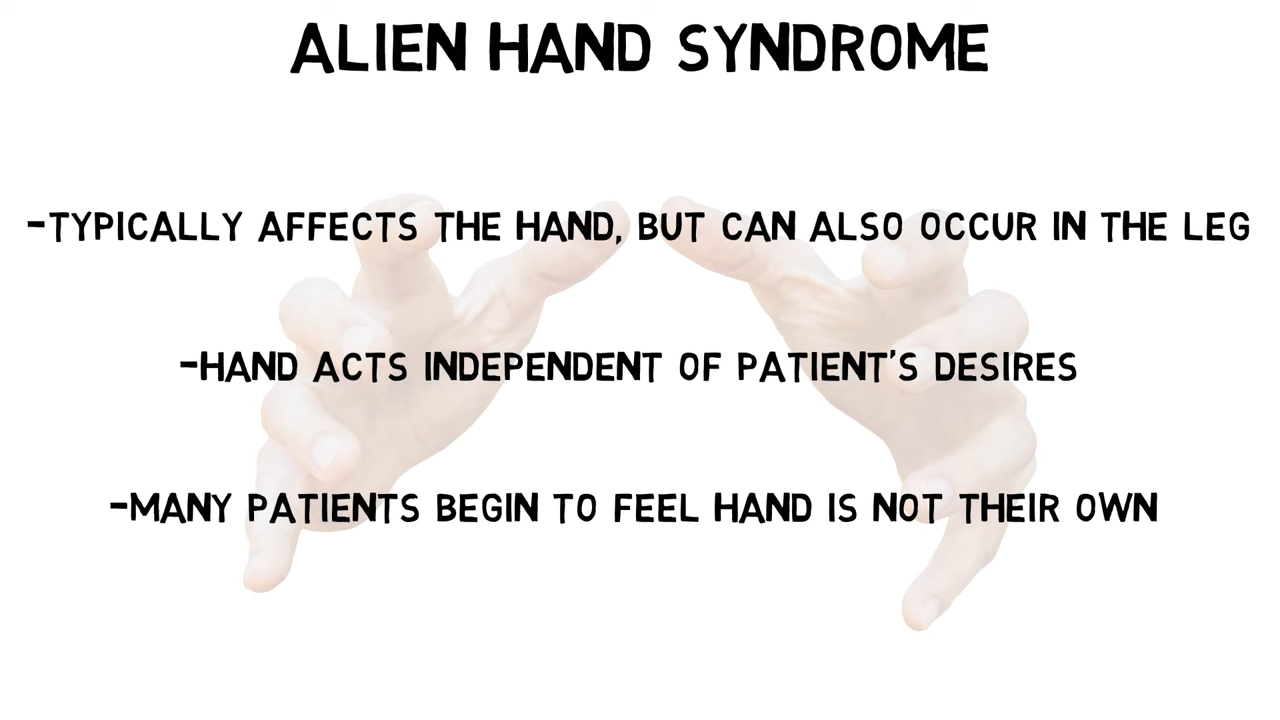 ALIEN HAND SYNDROME
-TYPICALLY AFFECTS THE HAND, BUT CAN ALSO OCCUR IN THE LEG
-HAND ACTS INDEPENDENT OF PATIENT'S DESIRES
-MANY PATIENTS BEGIN TO FEEL HAND IS NOT THEIR OWN